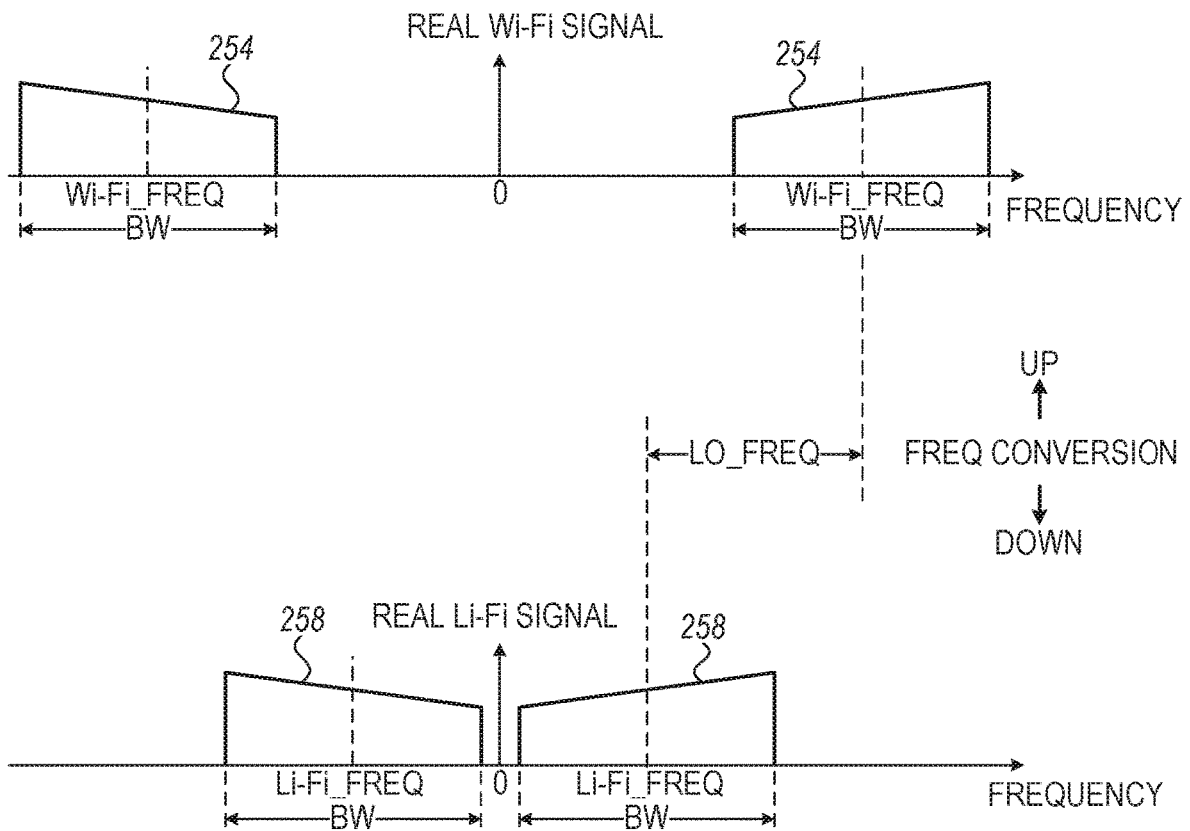 REAL Wi-Fi SIGNAL
254
254
Wi-Fi_FREQ
0
Wi-Fi_FREQ
FREQUENCY
BW
BW
UP
LO_FREQ
FREQ CONVERSION
DOWN
REAL Li-Fi SIGNAL
258
258
Li-Fi_FREQ
0
Li-Fi_FREQ
FREQUENCY
BW
BW